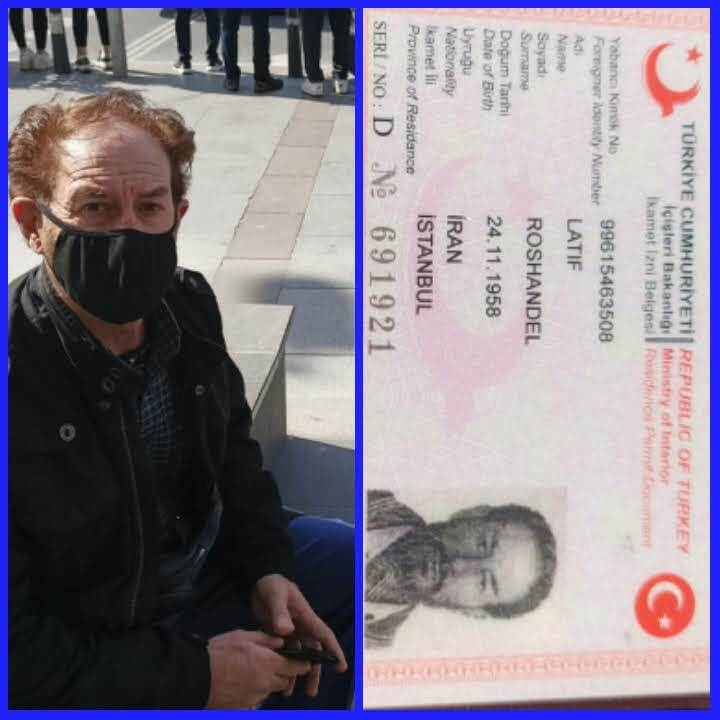 TÜRKİYE CUMHURİYETİ REPUBLIC OF TURKEY
İçişleri Bakanlığı Ministry of Interior
İkamet İzni Belgesi Residence Permit Document
Yabancı Kimlik No 99615463508
Foreigner Identity Number
Adı LATIF
Name
Soyadı ROSHANDEL
Surname
Doğum Tarihi 24.11.1958
Date of Birth
Uyruğu İRAN
Nationality
İkamet İli İSTANBUL
Province of Residance
SERİ / NO: D № 691921